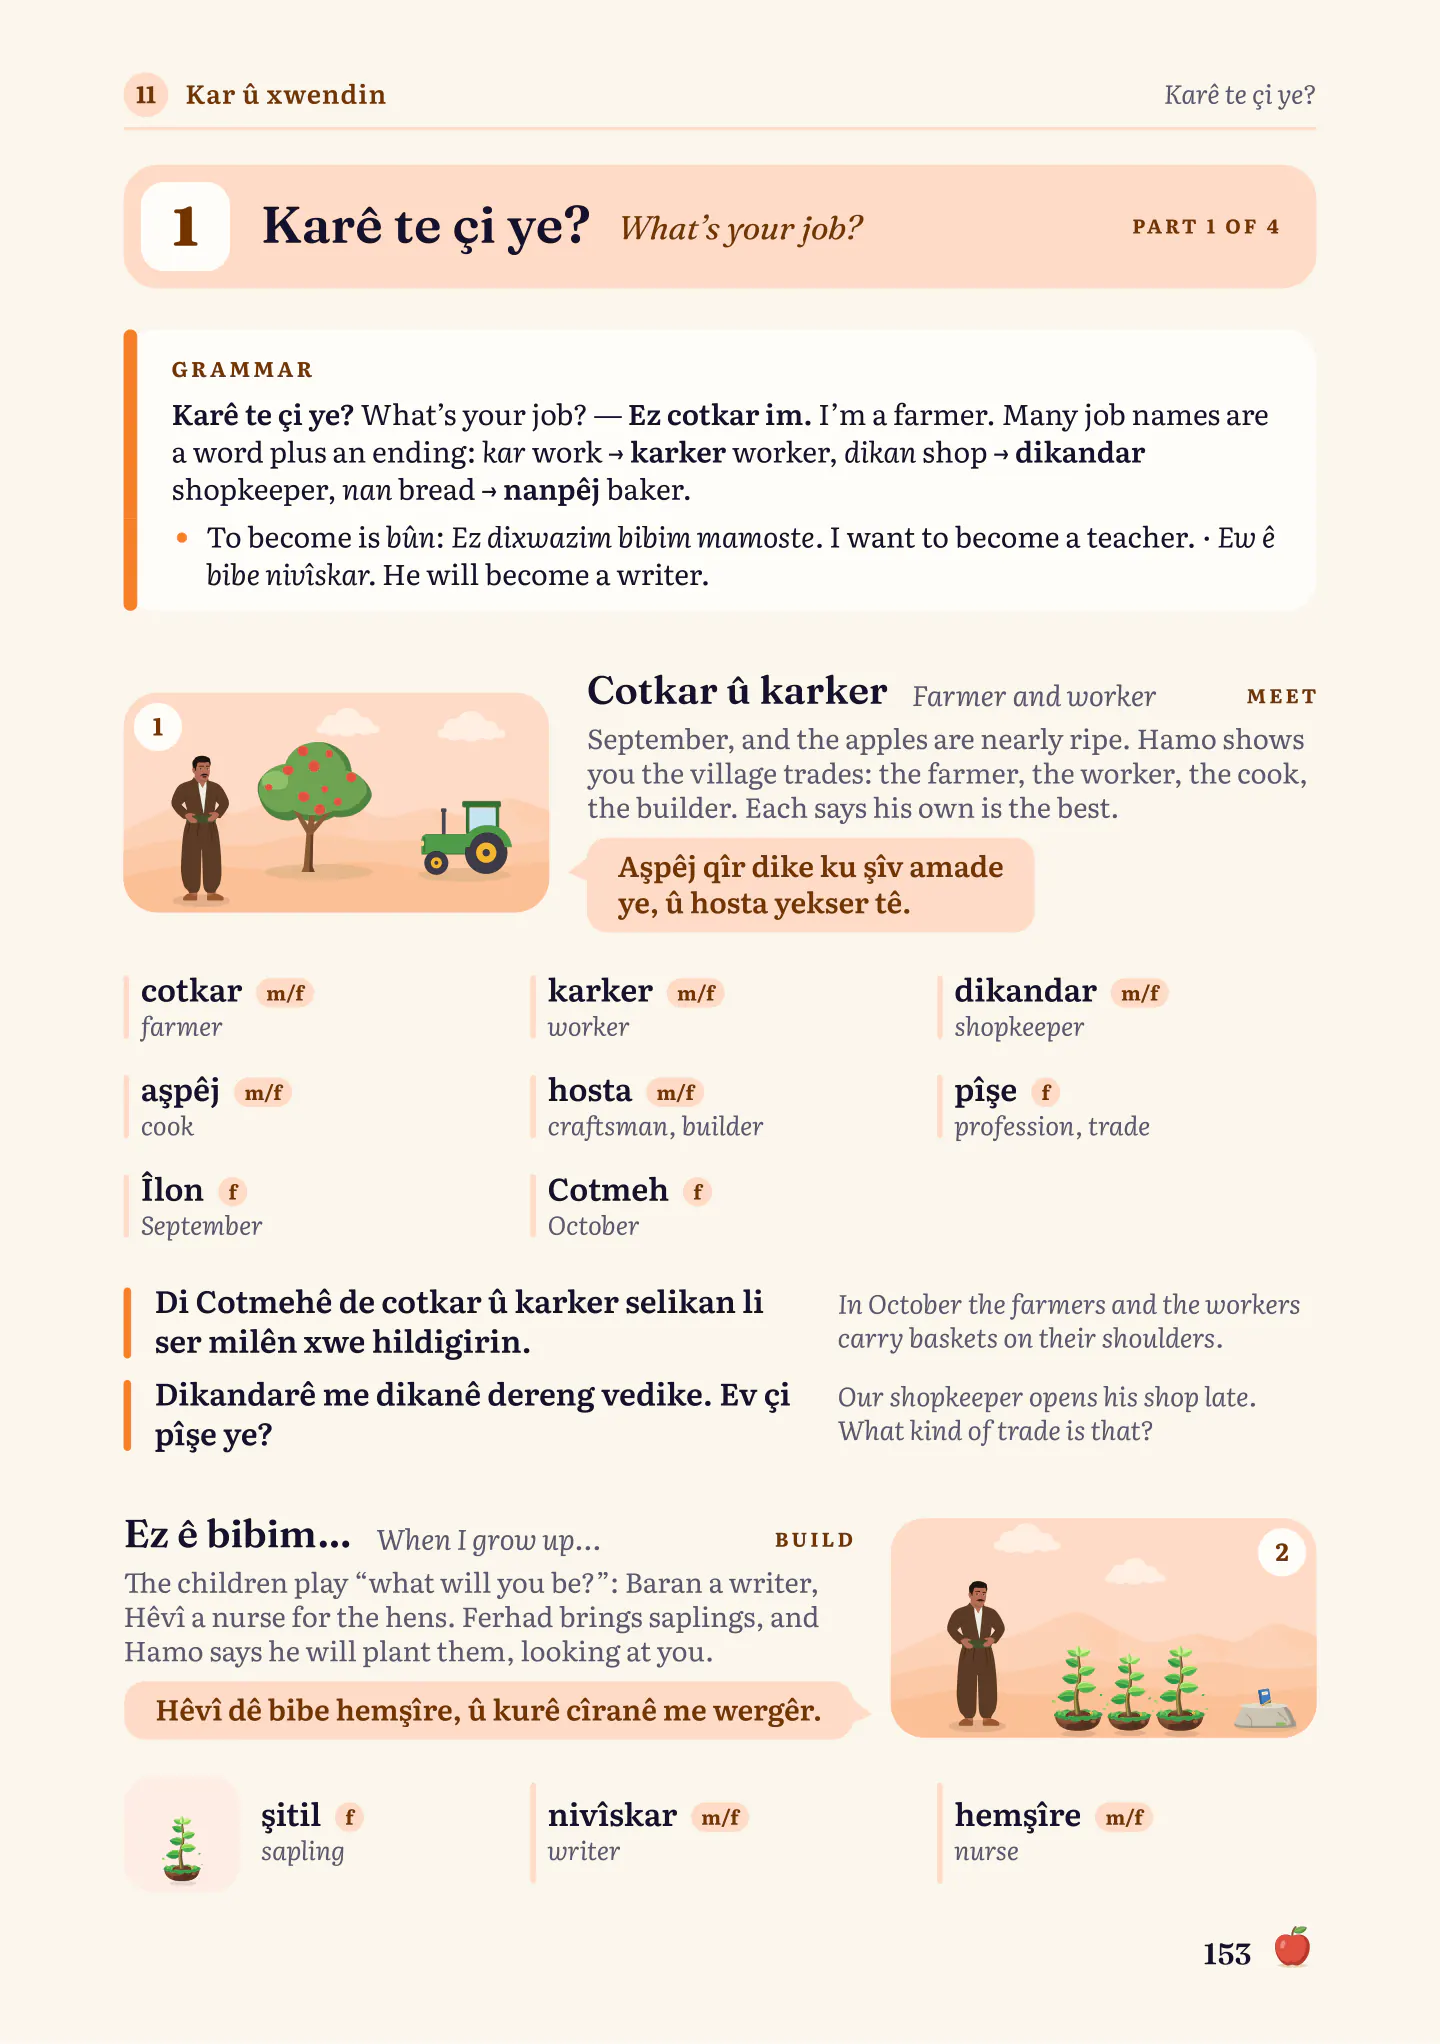 11 Kar û xwendin
Karê te çi ye?
1 Karê te çi ye? What's your job? PART 1 OF 4
GRAMMAR
Karê te çi ye? What's your job? — Ez cotkar im. I'm a farmer. Many job names are
a word plus an ending: kar work → karker worker, dikan shop → dikandar
shopkeeper, nan bread → nanpêj baker.
• To become is bûn: Ez dixwazim bibim mamoste. I want to become a teacher. · Ew ê
bibe nivîskar. He will become a writer.
1
Cotkar û karker Farmer and worker MEET
September, and the apples are nearly ripe. Hamo shows
you the village trades: the farmer, the worker, the cook,
the builder. Each says his own is the best.
Aşpêj qîr dike ku şîv amade
ye, û hosta yekser tê.
cotkar m/f
farmer
karker m/f
worker
dikandar m/f
shopkeeper
aşpêj m/f
cook
hosta m/f
craftsman, builder
pîşe f
profession, trade
Îlon f
September
Cotmeh f
October
Di Cotmehê de cotkar û karker selikan li
ser milên xwe hildigirin.
In October the farmers and the workers
carry baskets on their shoulders.
Dikandarê me dikanê dereng vedike. Ev çi
pîşe ye?
Our shopkeeper opens his shop late.
What kind of trade is that?
Ez ê bibim... When I grow up... BUILD
The children play “what will you be?”: Baran a writer,
Hêvî a nurse for the hens. Ferhad brings saplings, and
Hamo says he will plant them, looking at you.
Hêvî dê bibe hemşîre, û kurê cîranê me wergêr.
2
şitil f
sapling
nivîskar m/f
writer
hemşîre m/f
nurse
153